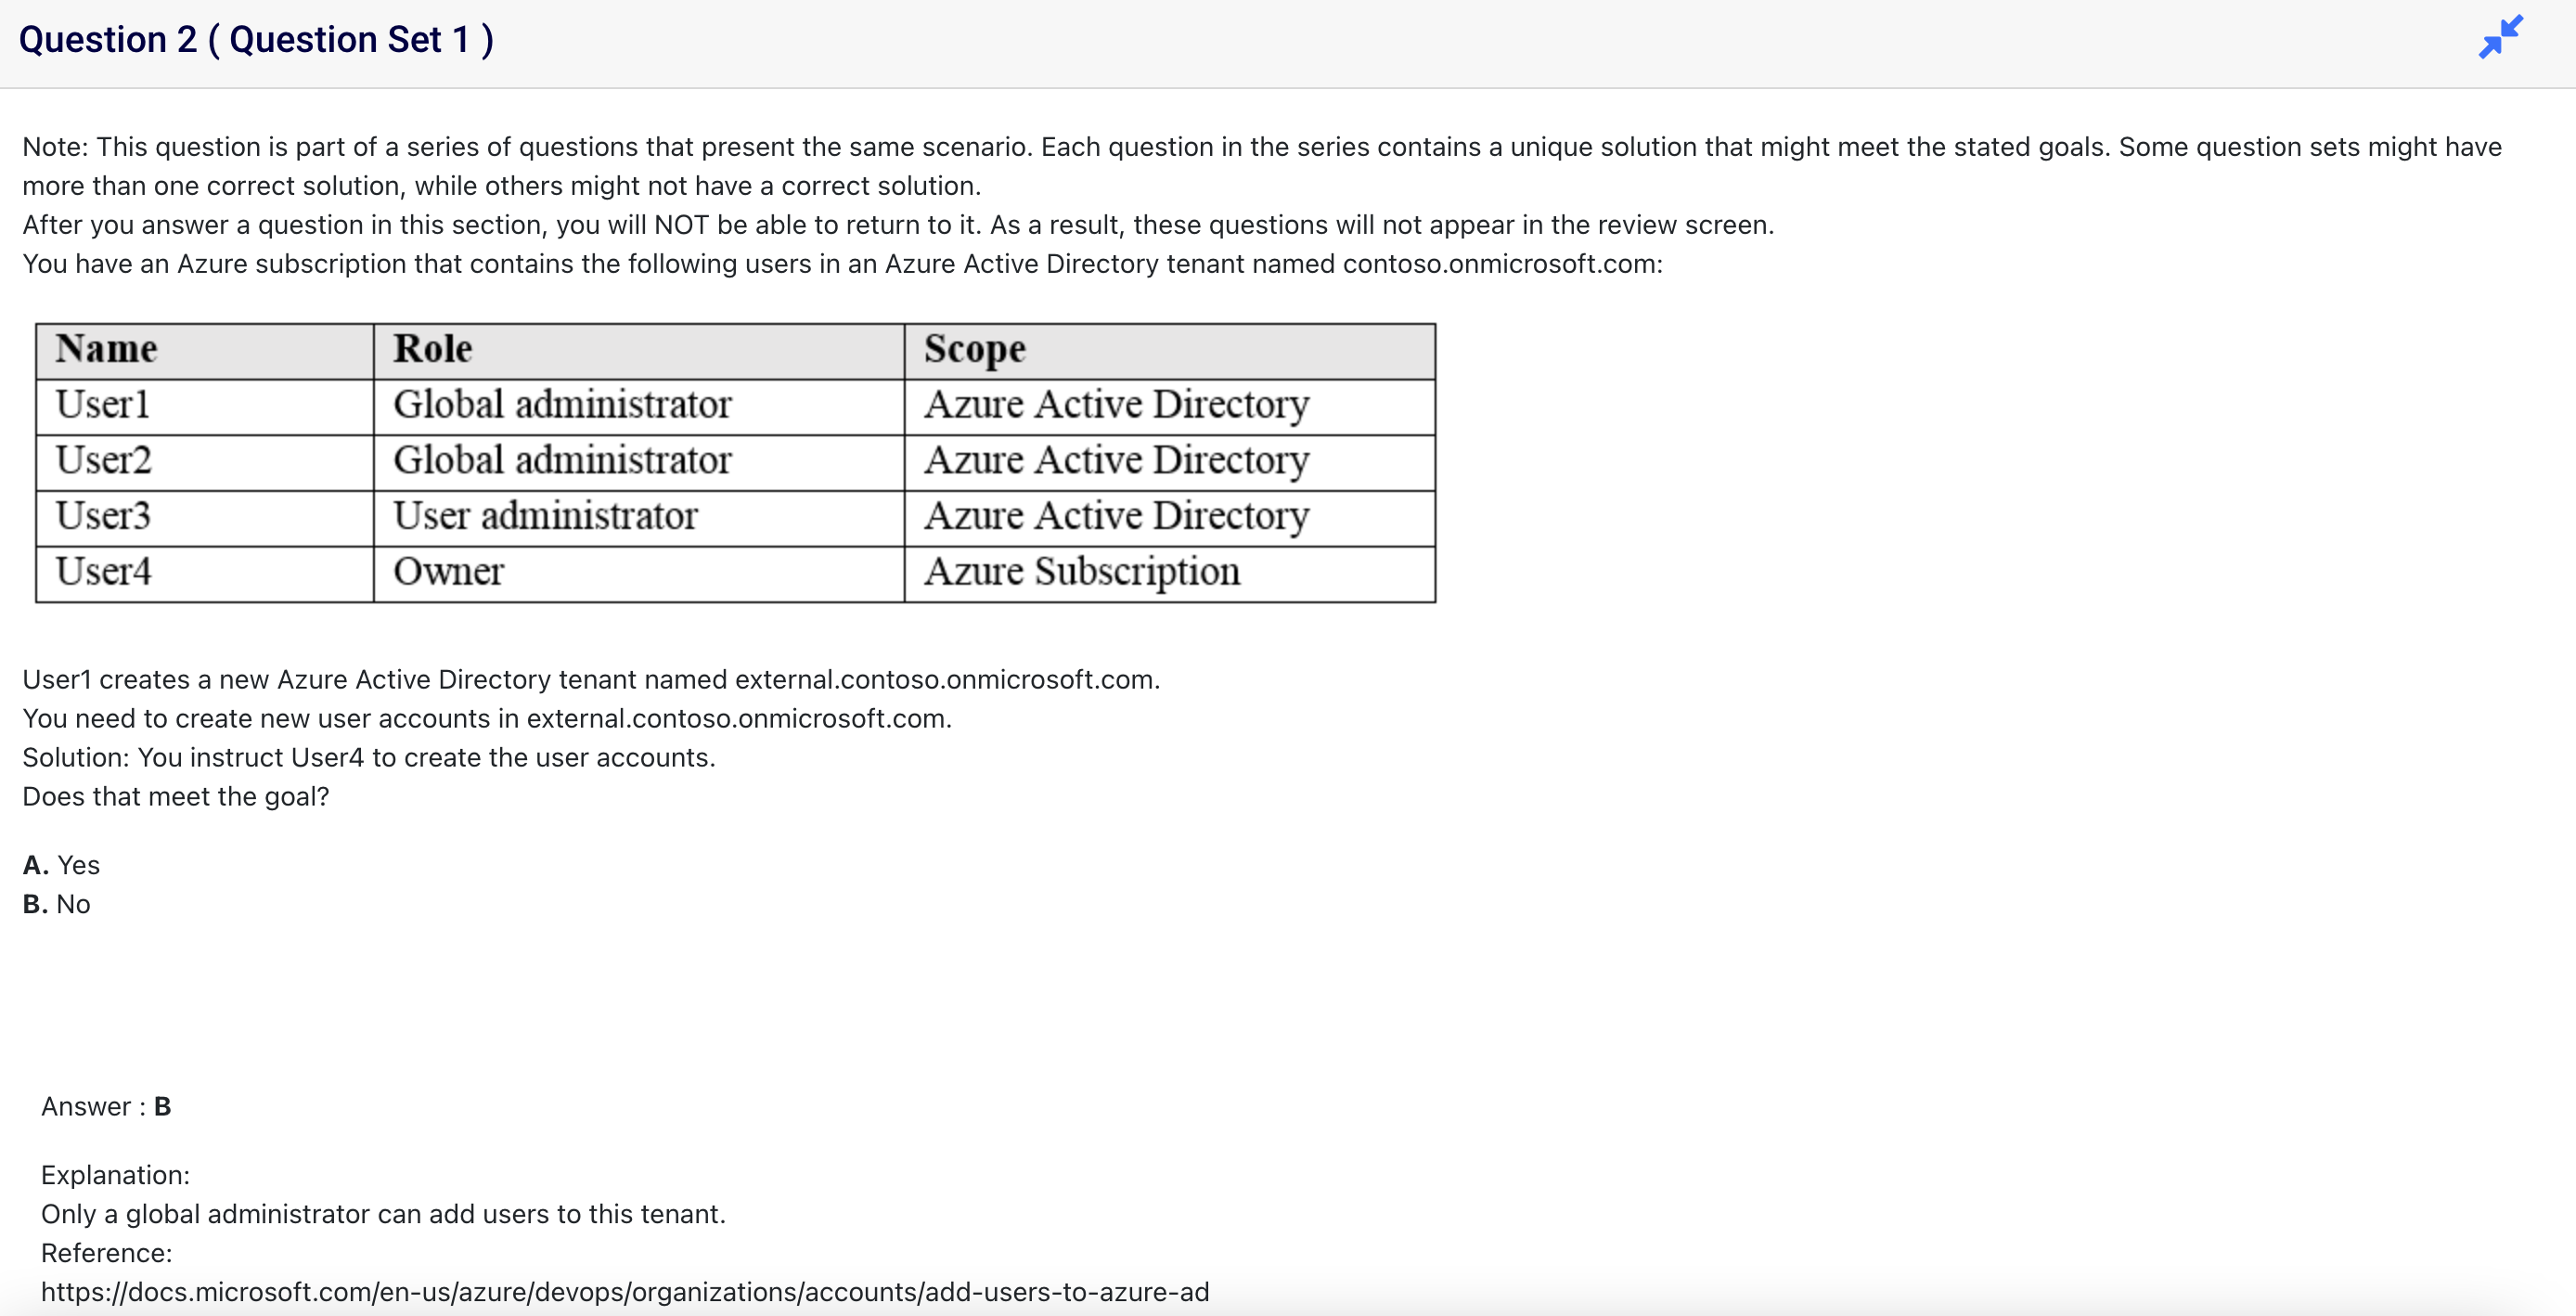 Question 2 ( Question Set 1 )
Note: This question is part of a series of questions that present the same scenario. Each question in the series contains a unique solution that might meet the stated goals. Some question sets might have
more than one correct solution, while others might not have a correct solution.
After you answer a question in this section, you will NOT be able to return to it. As a result, these questions will not appear in the review screen.
You have an Azure subscription that contains the following users in an Azure Active Directory tenant named contoso.onmicrosoft.com:
Name Role Scope
User1 Global administrator Azure Active Directory
User2 Global administrator Azure Active Directory
User3 User administrator Azure Active Directory
User4 Owner Azure Subscription
User1 creates a new Azure Active Directory tenant named external.contoso.onmicrosoft.com.
You need to create new user accounts in external.contoso.onmicrosoft.com.
Solution: You instruct User4 to create the user accounts.
Does that meet the goal?
A. Yes
B. No
Answer : B
Explanation:
Only a global administrator can add users to this tenant.
Reference:
https://docs.microsoft.com/en-us/azure/devops/organizations/accounts/add-users-to-azure-ad